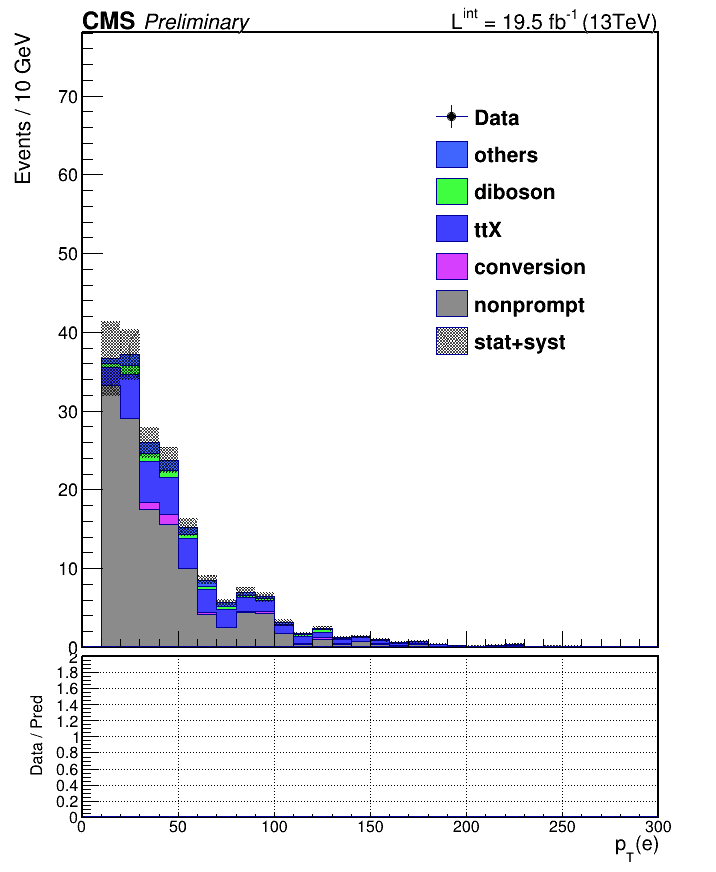 CMS Preliminary L^int = 19.5 fb^-1 (13TeV)
Events / 10 GeV
70
60
50
40
30
20
10
0
Data
others
diboson
ttX
conversion
nonprompt
stat+syst
Data / Pred
2
1.8
1.6
1.4
1.2
1
0.8
0.6
0.4
0.2
0
0 50 100 150 200 250 300
p_T(e)